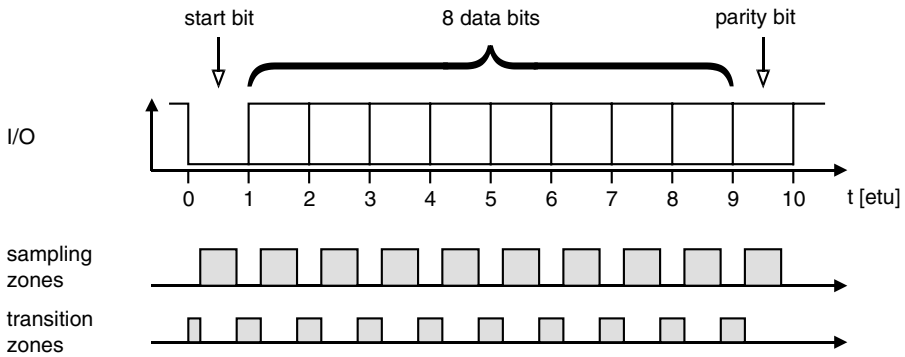 start bit 8 data bits parity bit
I/O
0 1 2 3 4 5 6 7 8 9 10 t [etu]
sampling
zones
transition
zones